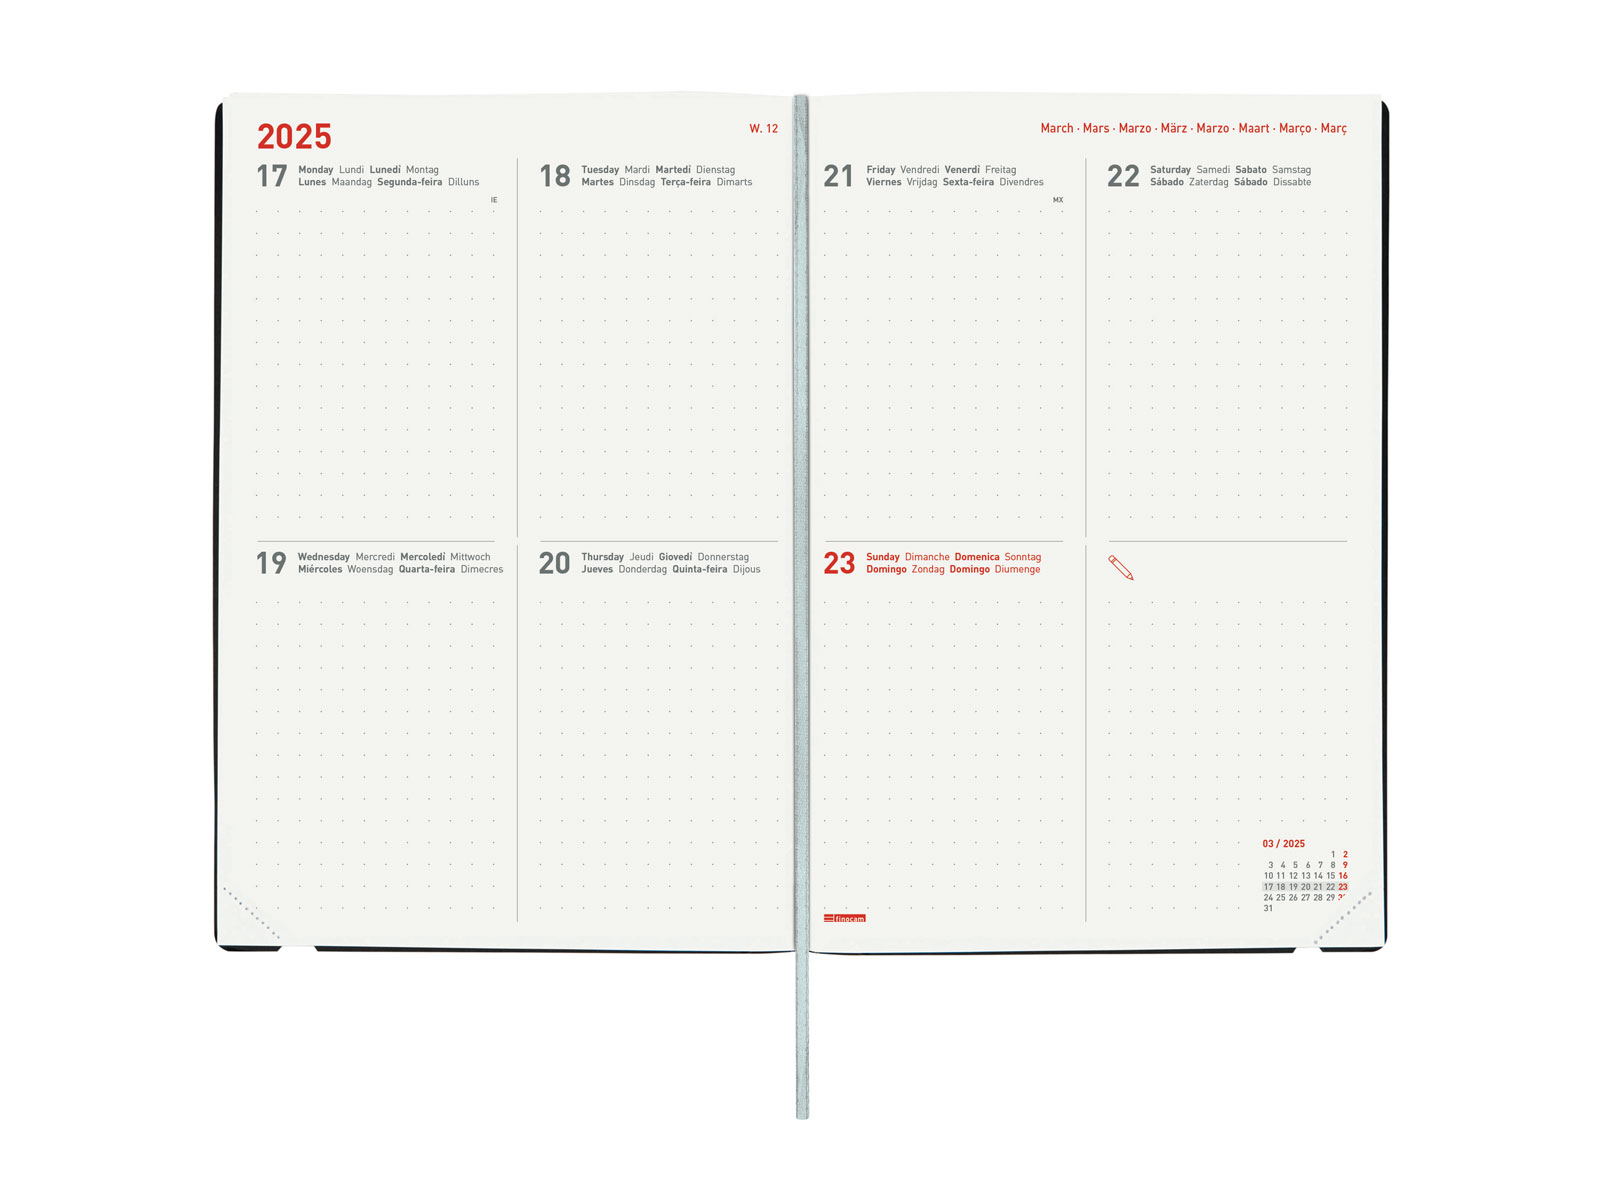 2025
W. 12
17 Monday Lundi Lunedì Montag
Lunes Maandag Segunda-feira Dilluns
IE
18 Tuesday Mardi Martedì Dienstag
Martes Dinsdag Terça-feira Dimarts
19 Wednesday Mercredi Mercoledì Mittwoch
Miércoles Woensdag Quarta-feira Dimecres
20 Thursday Jeudi Giovedì Donnerstag
Jueves Donderdag Quinta-feira Dijous
March · Mars · Marzo · März · Marzo · Maart · Março · Març
21 Friday Vendredi Venerdì Freitag
Viernes Vrijdag Sexta-feira Divendres
MX
22 Saturday Samedi Sabato Samstag
Sábado Zaterdag Sábado Dissabte
23 Sunday Dimanche Domenica Sonntag
Domingo Zondag Domingo Diumenge
finocam
03 / 2025
1 2
3 4 5 6 7 8 9
10 11 12 13 14 15 16
17 18 19 20 21 22 23
24 25 26 27 28 29
31